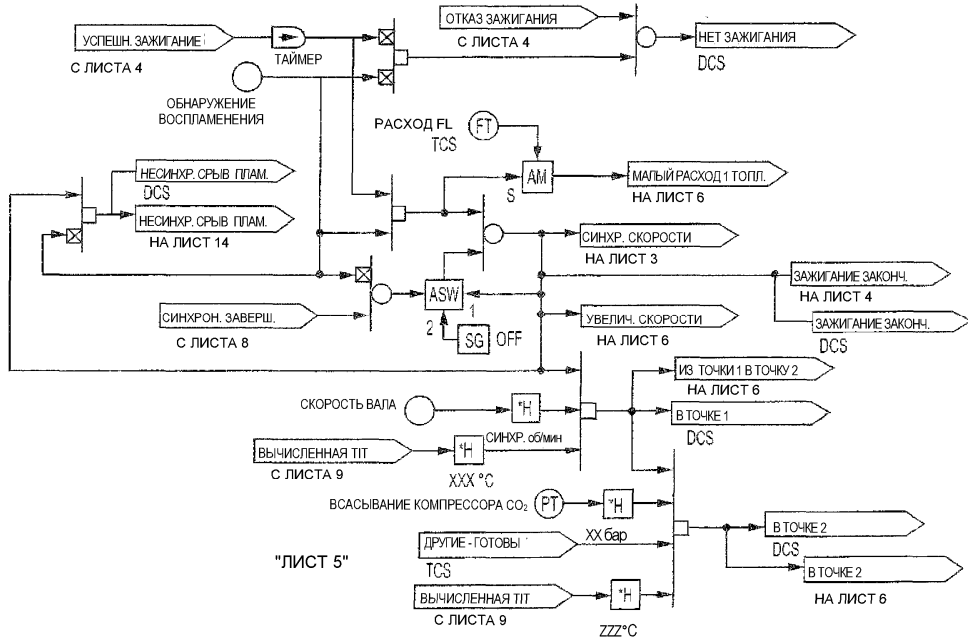 ОТКАЗ ЗАЖИГАНИЯ
С ЛИСТА 4
УСПЕШН. ЗАЖИГАНИЕ
С ЛИСТА 4
ТАЙМЕР
НЕТ ЗАЖИГАНИЯ
DCS
ОБНАРУЖЕНИЕ
ВОСПЛАМЕНЕНИЯ
РАСХОД FL
TCS
FT
НЕСИНХР. СРЫВ ПЛАМ.
DCS
AM
S
МАЛЫЙ РАСХОД 1 ТОПЛ.
НА ЛИСТ 6
НЕСИНХР. СРЫВ ПЛАМ.
НА ЛИСТ 14
СИНХР. СКОРОСТИ
НА ЛИСТ 3
ЗАЖИГАНИЕ ЗАКОНЧ.
НА ЛИСТ 4
ASW
1
2
СИНХРОН. ЗАВЕРШ.
С ЛИСТА 8
SG
OFF
УВЕЛИЧ. СКОРОСТИ
НА ЛИСТ 6
ЗАЖИГАНИЕ ЗАКОНЧ.
DCS
ИЗ ТОЧКИ 1 В ТОЧКУ 2
НА ЛИСТ 6
СКОРОСТЬ ВАЛА
*H
В ТОЧКЕ 1
DCS
СИНХР. об/мин
ВЫЧИСЛЕННАЯ TIT
С ЛИСТА 9
*H
XXX °C
ВСАСЫВАНИЕ КОМПРЕССОРА CO₂
PT
*H
XX бар
ДРУГИЕ - ГОТОВЫ
TCS
В ТОЧКЕ 2
DCS
"ЛИСТ 5"
В ТОЧКЕ 2
НА ЛИСТ 6
ВЫЧИСЛЕННАЯ TIT
С ЛИСТА 9
*H
ZZZ°C